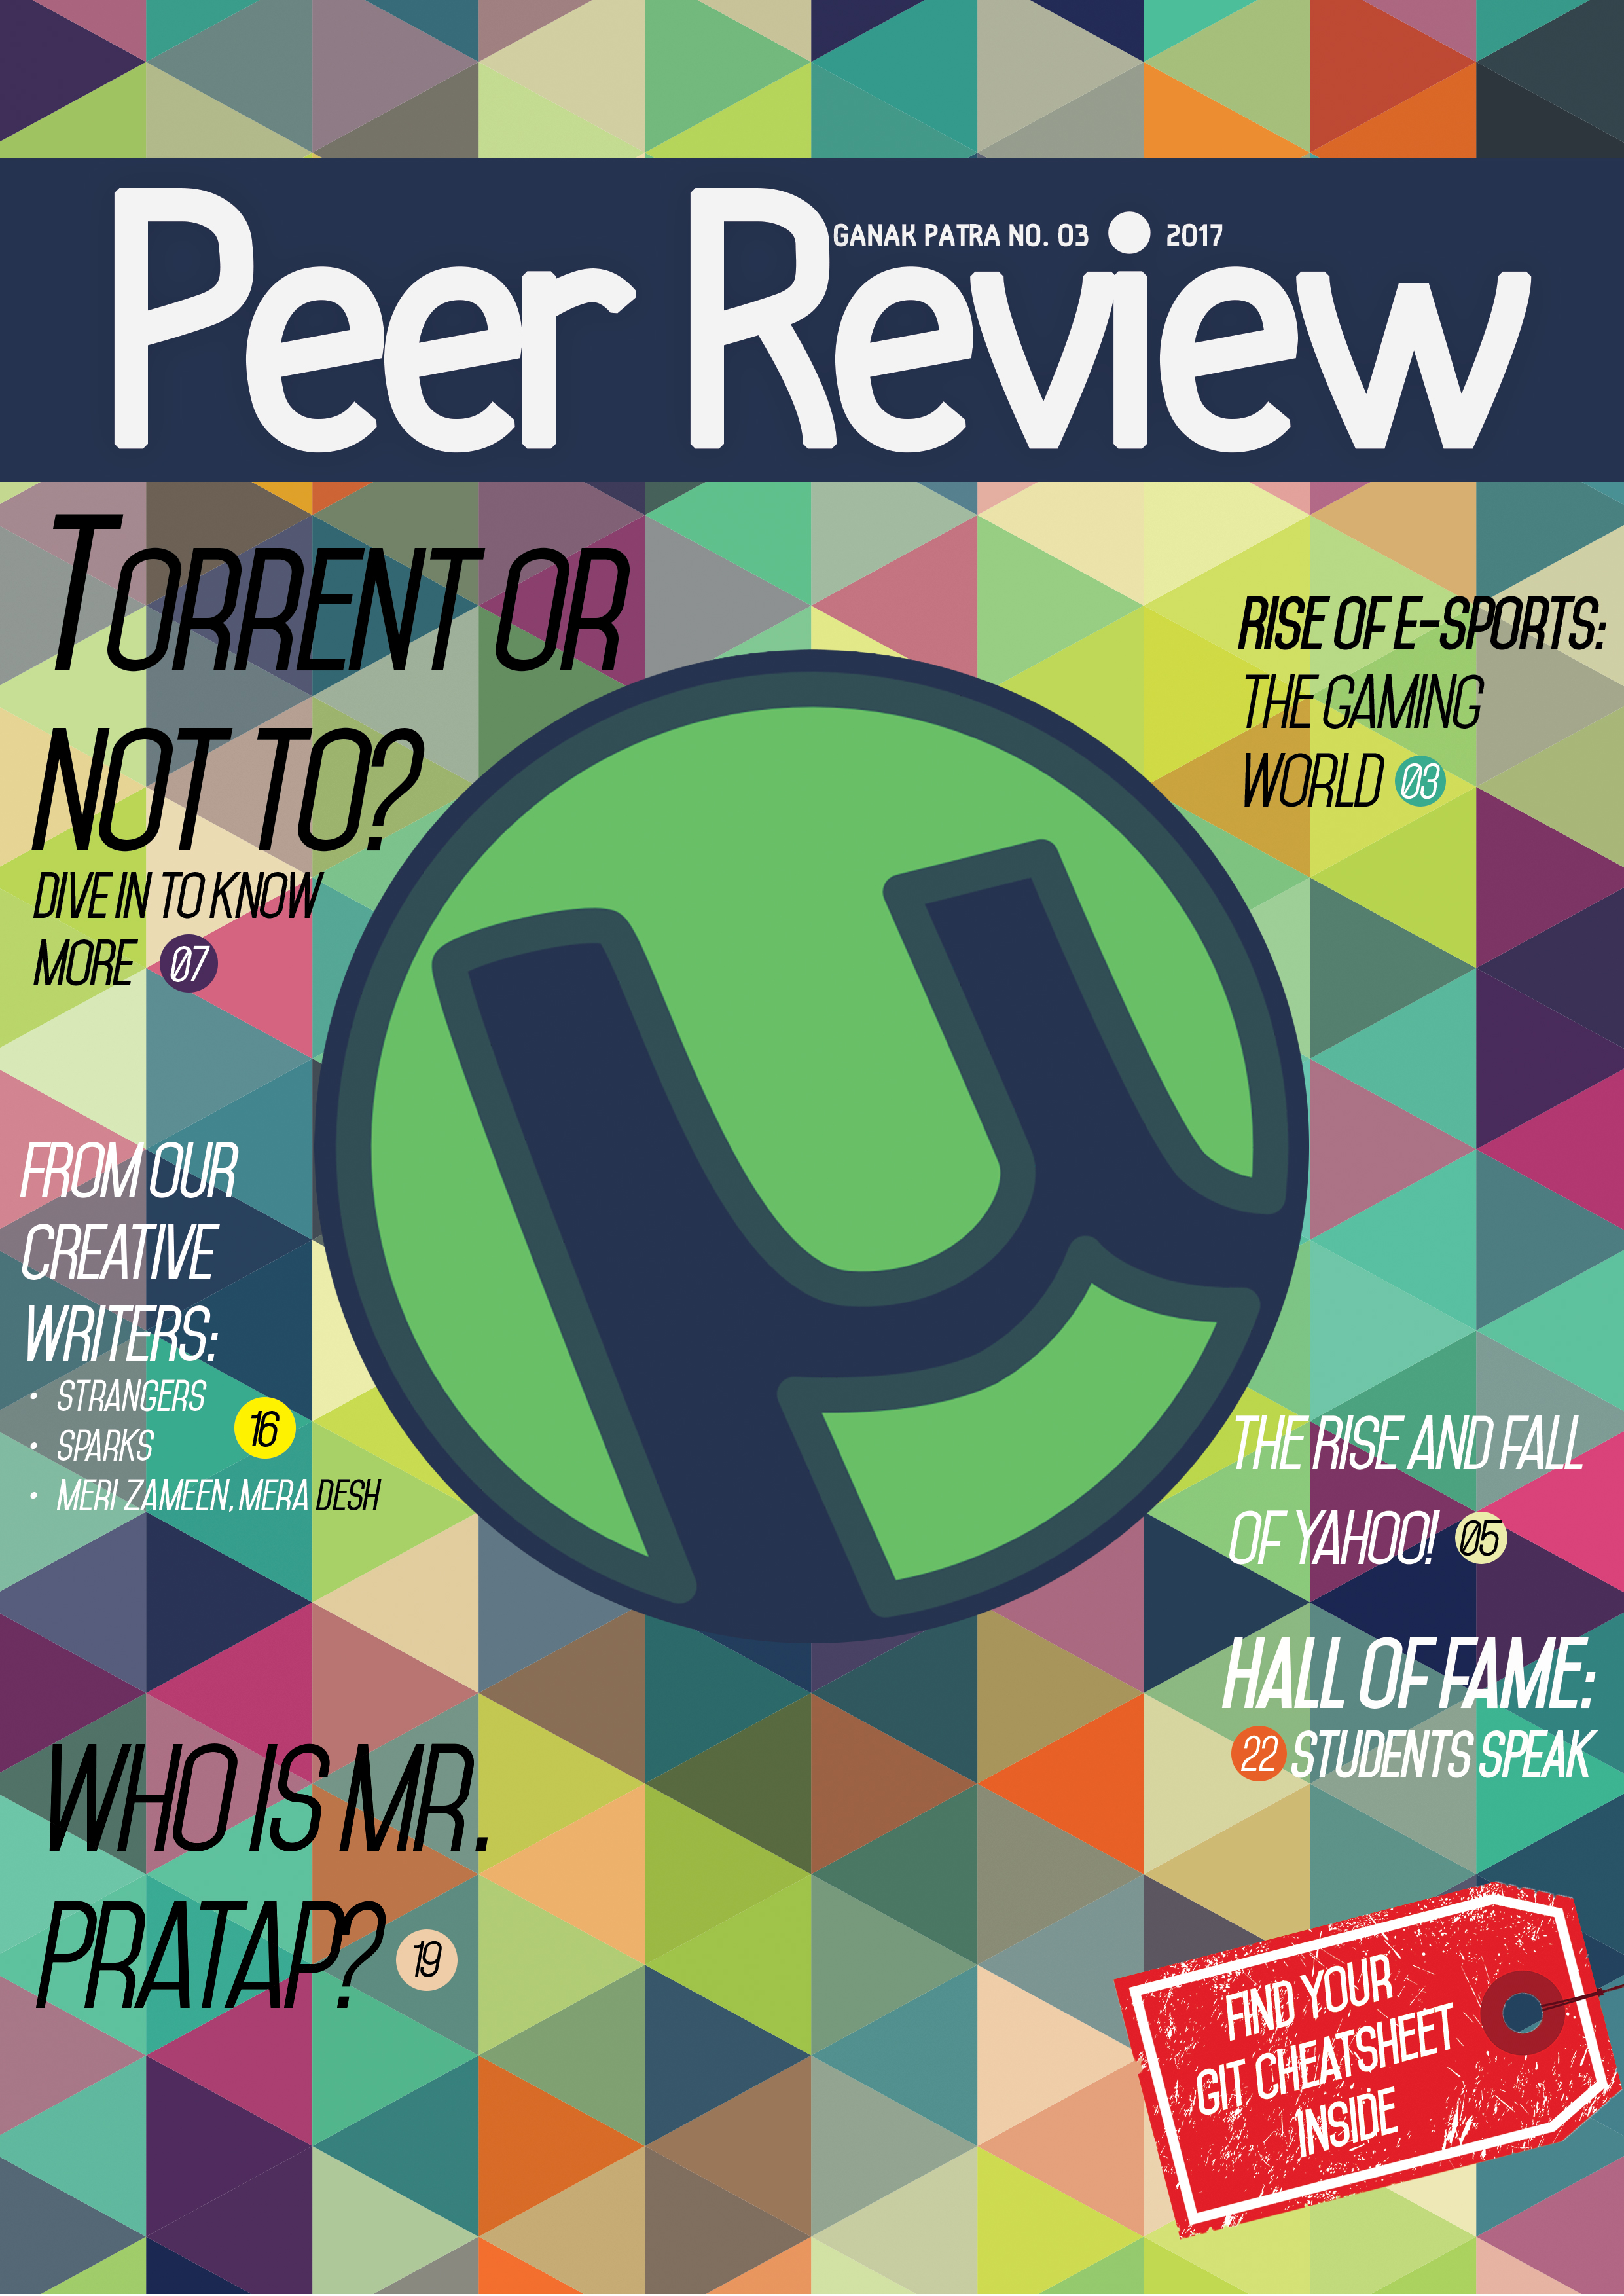 Peer Review
GANAK PATRA NO. 03 2017
TORRENT OR
NOT TO?
DIVE IN TO KNOW
MORE 07
RISE OF E-SPORTS:
THE GAMING
WORLD 03
FROM OUR
CREATIVE
WRITERS:
• STRANGERS
• SPARKS
16
• MERI ZAMEEN, MERA DESH
THE RISE AND FALL
OF YAHOO! 05
HALL OF FAME:
22 STUDENTS SPEAK
WHO IS MR.
PRATAP? 19
FIND YOUR
GIT CHEATSHEET
INSIDE